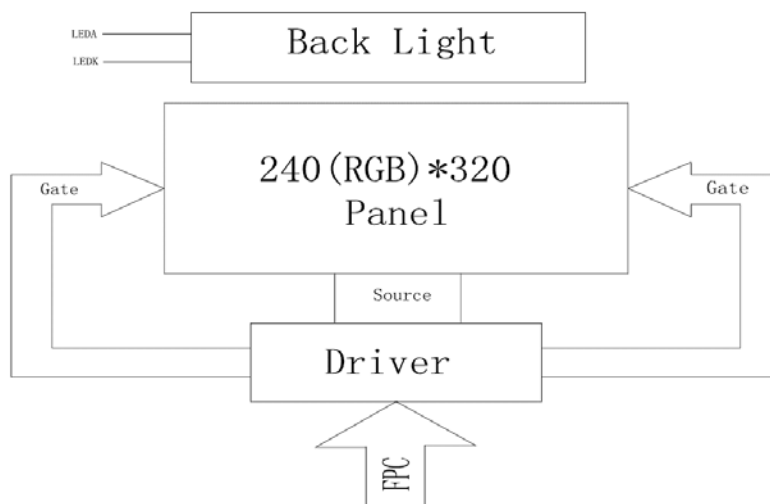 LEDA
LEDK
Back Light
240(RGB)*320
Panel
Gate
Gate
Source
Driver
FPC